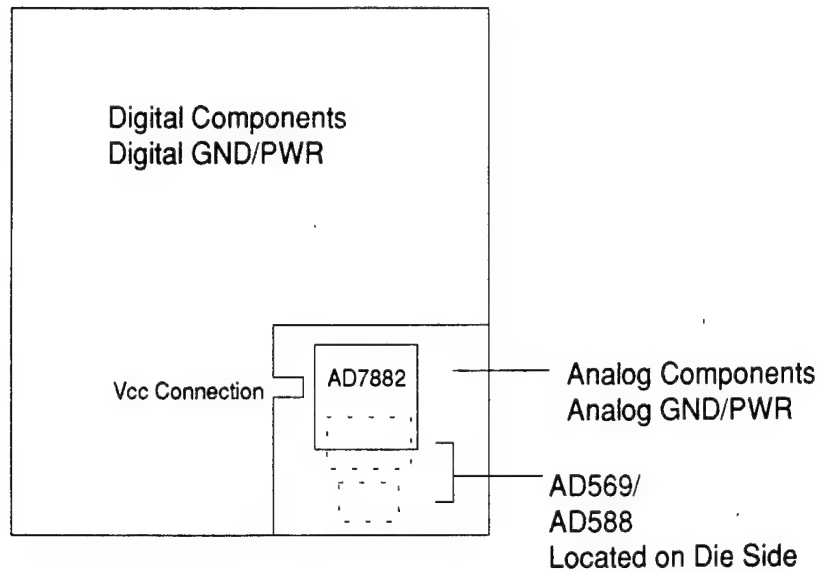 Digital Components
Digital GND/PWR
Vcc Connection
AD7882
Analog Components
Analog GND/PWR
AD569/
AD588
Located on Die Side